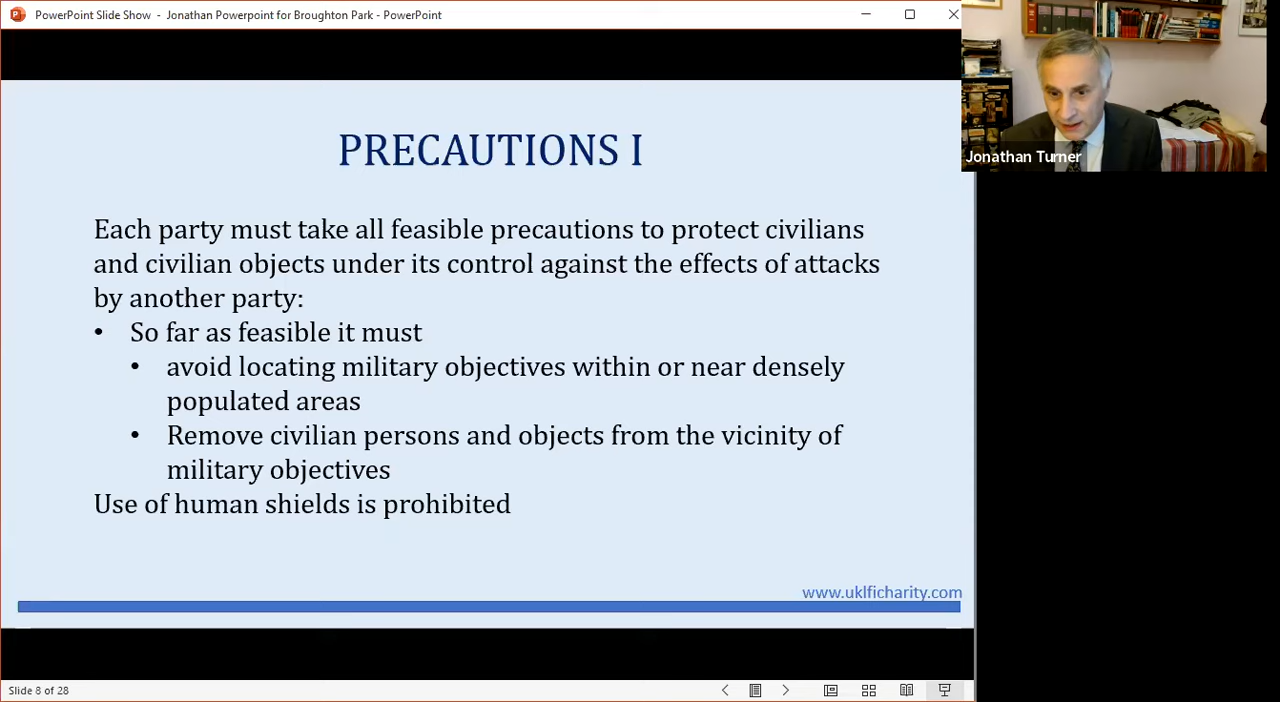 PowerPoint Slide Show - Jonathan Powerpoint for Broughton Park - PowerPoint
Jonathan Turner
PRECAUTIONS I
Each party must take all feasible precautions to protect civilians
and civilian objects under its control against the effects of attacks
by another party:
• So far as feasible it must
• avoid locating military objectives within or near densely
populated areas
• Remove civilian persons and objects from the vicinity of
military objectives
Use of human shields is prohibited
www.uklficharity.com
Slide 8 of 28